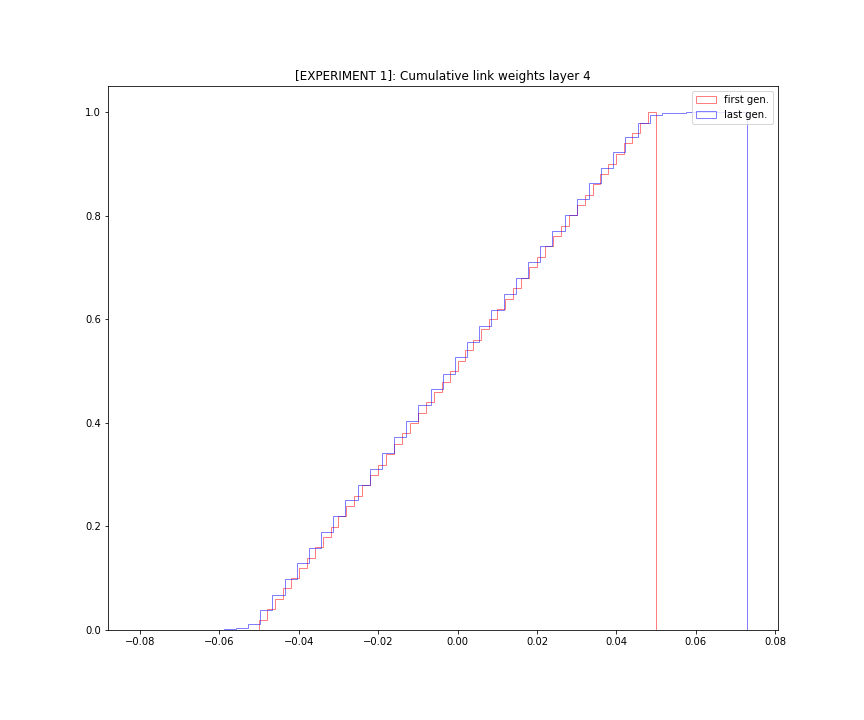 [EXPERIMENT 1]: Cumulative link weights layer 4
first gen.
last gen.
1.0
0.8
0.6
0.4
0.2
0.0
−0.08 −0.06 −0.04 −0.02 0.00 0.02 0.04 0.06 0.08